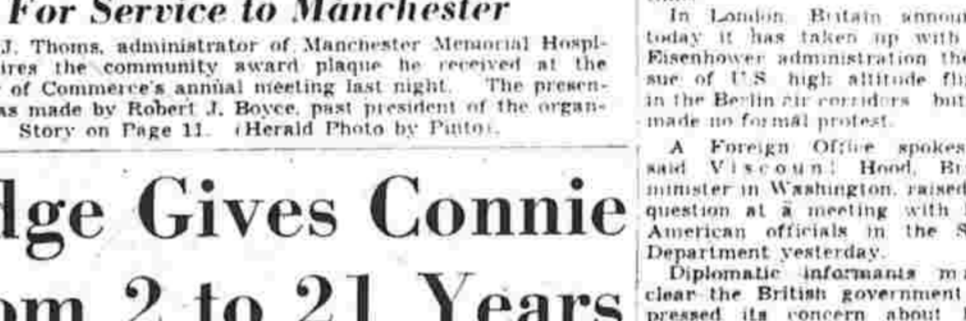 For Service to Manchester
J. Thoms, administrator of Manchester Memorial Hospi-
ires the community award plaque he received at the
of Commerce's annual meeting last night. The presen-
as made by Robert J. Boyce, past president of the organ-
Story on Page 11. (Herald Photo by Pinto).
dge Gives Connie
om 2 to 21 Years
In London, Britain announ
today it has taken up with
Eisenhower administration the
sue of U.S. high altitude fli
in the Berlin air corridors but
made no formal protest.
A Foreign Office spokes
said Viscount Hood, Br
minister in Washington, raised
question at a meeting with
American officials in the S
Department yesterday.
Diplomatic informants m
clear the British government
pressed its concern about